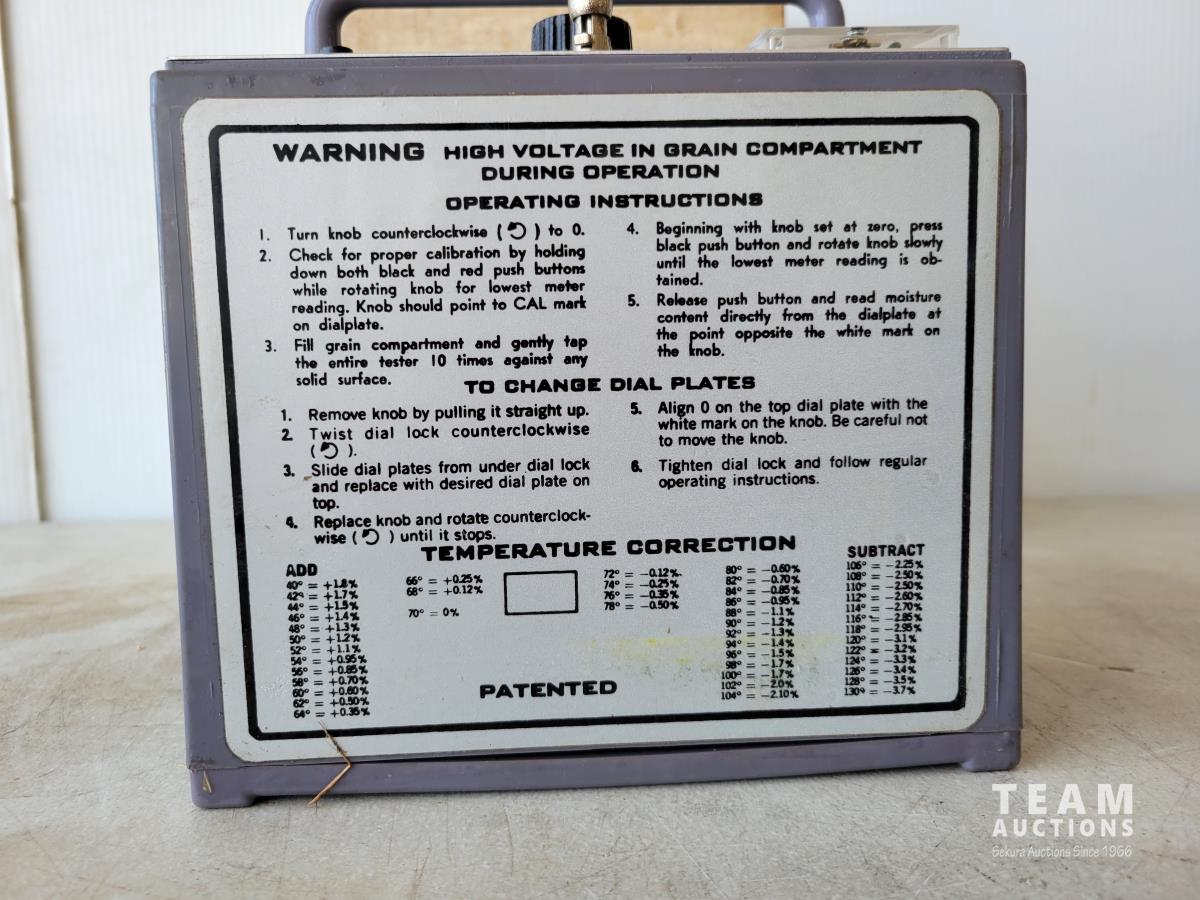 WARNING HIGH VOLTAGE IN GRAIN COMPARTMENT
DURING OPERATION
OPERATING INSTRUCTIONS
1. Turn knob counterclockwise ( ) to 0.
2. Check for proper calibration by holding
down both black and red push buttons
while rotating knob for lowest meter
reading. Knob should point to CAL mark
on dialplate.
3. Fill grain compartment and gently tap
the entire tester 10 times against any
solid surface.
4. Beginning with knob set at zero, press
black push button and rotate knob slowly
until the lowest meter reading is ob-
tained.
5. Release push button and read moisture
content directly from the dialplate at
the point opposite the white mark on
the knob.
TO CHANGE DIAL PLATES
1. Remove knob by pulling it straight up.
2. Twist dial lock counterclockwise
( ).
3. Slide dial plates from under dial lock
and replace with desired dial plate on
top.
4. Replace knob and rotate counterclock-
wise ( ) until it stops.
5. Align 0 on the top dial plate with the
white mark on the knob. Be careful not
to move the knob.
6. Tighten dial lock and follow regular
operating instructions.
TEMPERATURE CORRECTION
ADD
40° = +1.8%
42° = +1.7%
44° = +1.5%
46° = +1.4%
48° = +1.3%
50° = +1.2%
52° = +1.1%
54° = +0.95%
56° = +0.85%
58° = +0.70%
60° = +0.60%
62° = +0.50%
64° = +0.35%
66° = +0.25%
68° = +0.12%
70° = 0%
72° = -0.12%
74° = -0.25%
76° = -0.35%
78° = -0.50%
80° = -0.60%
82° = -0.70%
84° = -0.85%
86° = -0.95%
88° = -1.1%
90° = -1.2%
92° = -1.3%
94° = -1.4%
96° = -1.5%
98° = -1.7%
100° = -1.7%
102° = -2.0%
104° = -2.10%
SUBTRACT
106° = -2.25%
108° = -2.50%
110° = -2.50%
112° = -2.60%
114° = -2.70%
116° = -2.85%
118° = -2.95%
120° = -3.1%
122° = -3.2%
124° = -3.3%
126° = -3.4%
128° = -3.5%
130° = -3.7%
PATENTED
TEAM
AUCTIONS
Sekura Auctions Since 1966